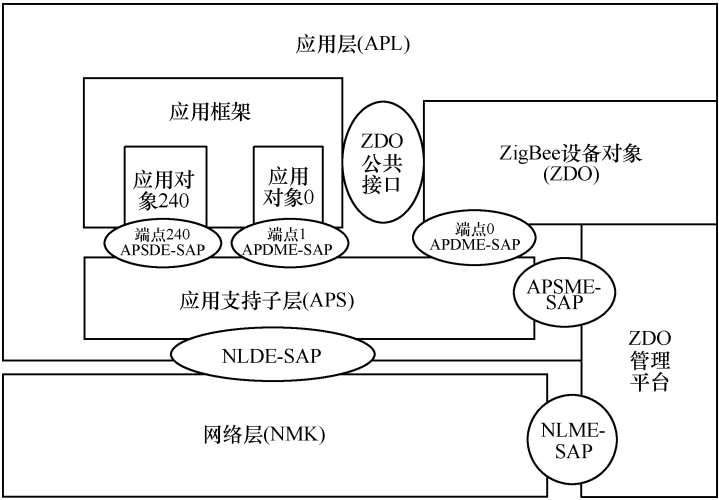 应用层(APL)
应用框架
ZDO
公共
接口
ZigBee设备对象
(ZDO)
应用对
象240
应用
对象0
端点240
APSDE-SAP
端点1
APDME-SAP
端点0
APDME-SAP
应用支持子层(APS)
APSME-
SAP
NLDE-SAP
ZDO
管理
平台
网络层(NMK)
NLME-
SAP